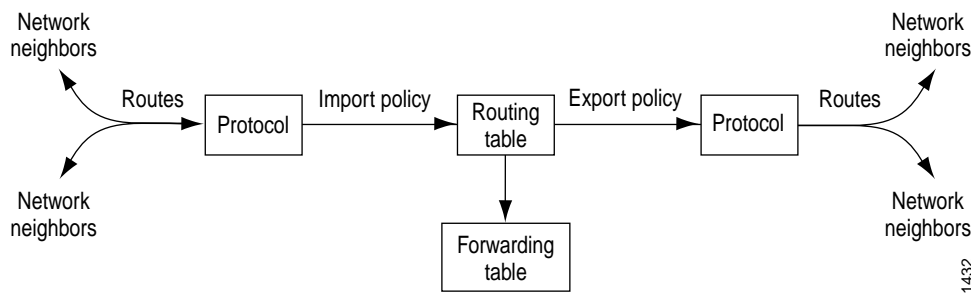 Network
neighbors
Network
neighbors
Routes
Import policy
Export policy
Routes
Protocol
Routing
table
Protocol
Network
neighbors
Network
neighbors
Forwarding
table
1432